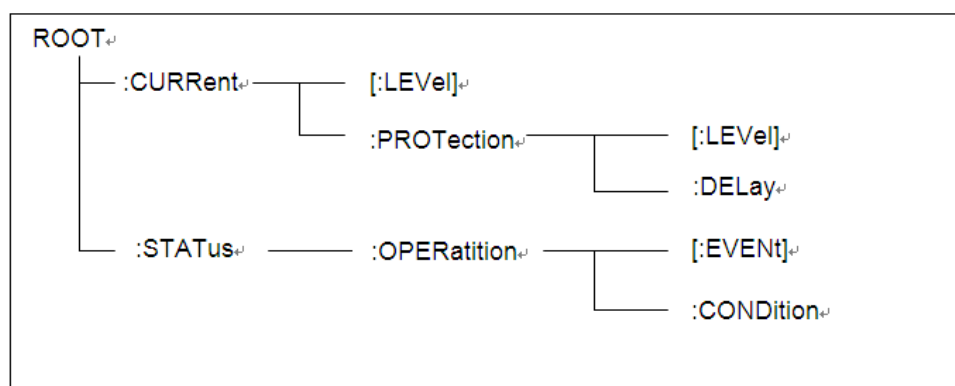 ROOT↵
:CURRent↵ [:LEVel]↵
:PROTection↵ [:LEVel]↵
:DELay↵
:STATus↵ :OPERatition↵ [:EVENt]↵
:CONDition↵